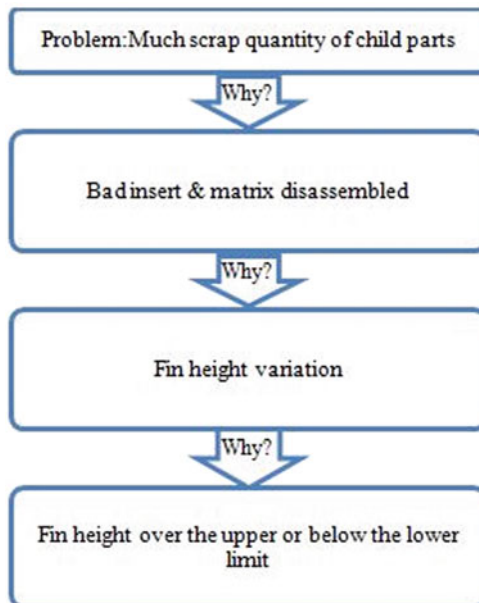 Problem:Much scrap quantity of child parts
Why?
Bad insert & matrix disassembled
Why?
Fin height variation
Why?
Fin height over the upper or below the lower
limit